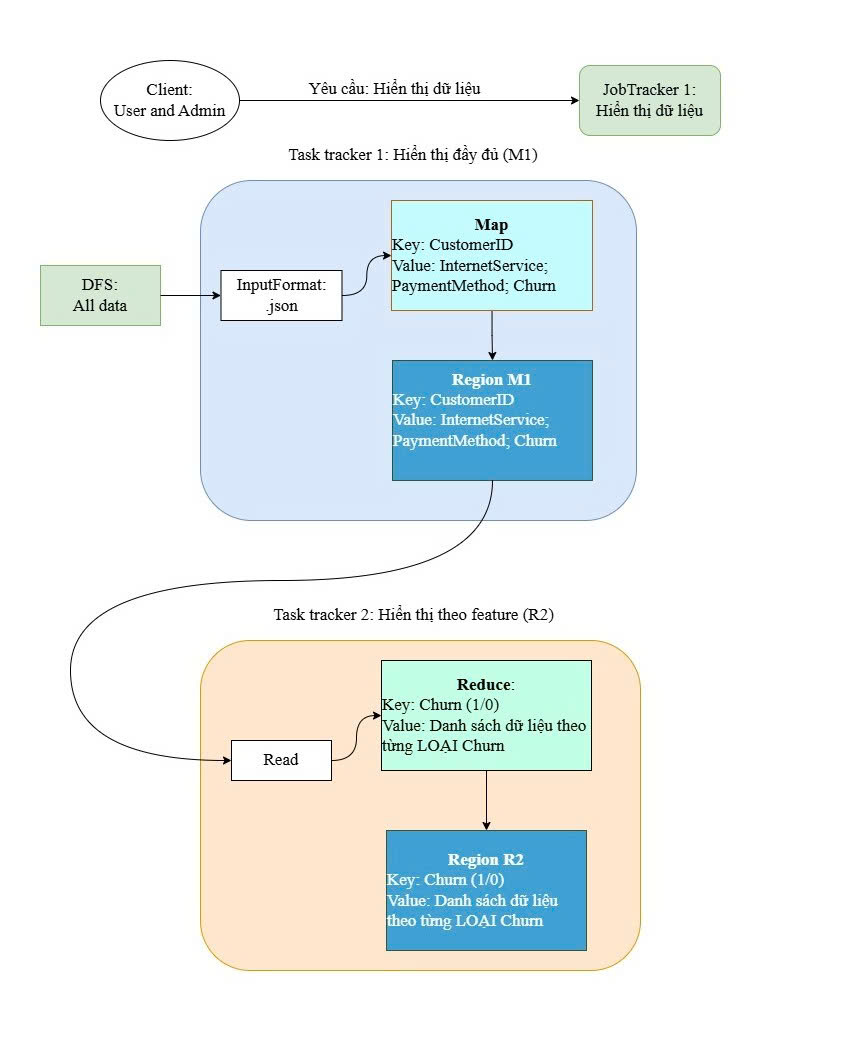 Client:
User and Admin
Yêu cầu: Hiển thị dữ liệu
JobTracker 1:
Hiển thị dữ liệu
Task tracker 1: Hiển thị đầy đủ (M1)
DFS:
All data
InputFormat:
.json
Map
Key: CustomerID
Value: InternetService;
PaymentMethod; Churn
Region M1
Key: CustomerID
Value: InternetService;
PaymentMethod; Churn
Task tracker 2: Hiển thị theo feature (R2)
Read
Reduce:
Key: Churn (1/0)
Value: Danh sách dữ liệu theo
từng LOẠI Churn
Region R2
Key: Churn (1/0)
Value: Danh sách dữ liệu
theo từng LOẠI Churn